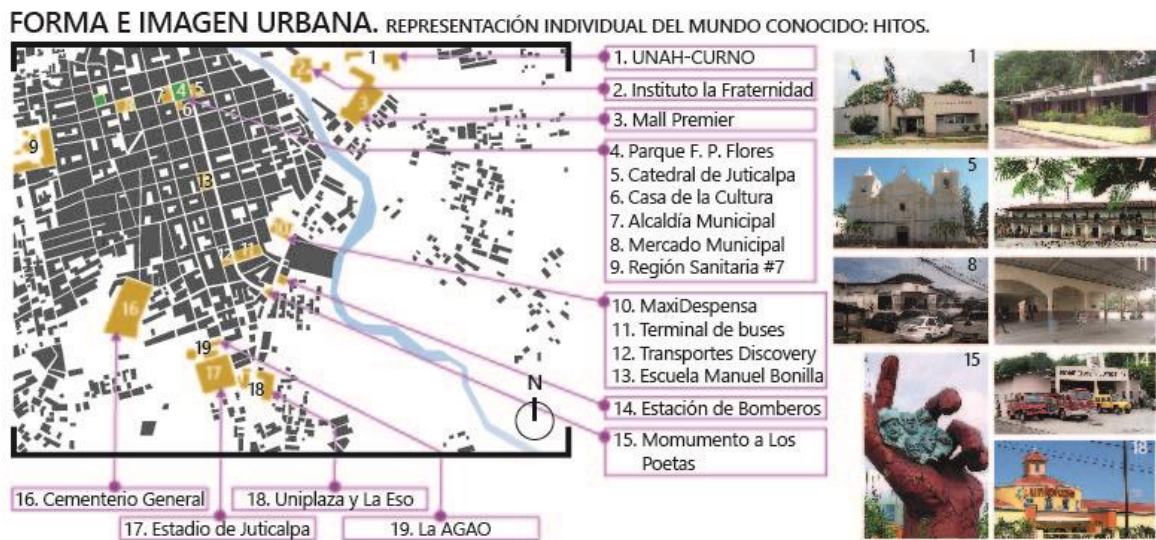 FORMA E IMAGEN URBANA. REPRESENTACIÓN INDIVIDUAL DEL MUNDO CONOCIDO: HITOS.
1. UNAH-CURNO
2. Instituto la Fraternidad
3. Mall Premier
4. Parque F. P. Flores
5. Catedral de Juticalpa
6. Casa de la Cultura
7. Alcaldía Municipal
8. Mercado Municipal
9. Región Sanitaria #7
10. MaxiDespensa
11. Terminal de buses
12. Transportes Discovery
13. Escuela Manuel Bonilla
14. Estación de Bomberos
15. Momumento a Los
Poetas
16. Cementerio General
17. Estadio de Juticalpa
18. Uniplaza y La Eso
19. La AGAO
1
2
3
4
5
6
8
9
13
12
11
10
16
19
17
18
N
1
2
5
7
8
11
15
14
18